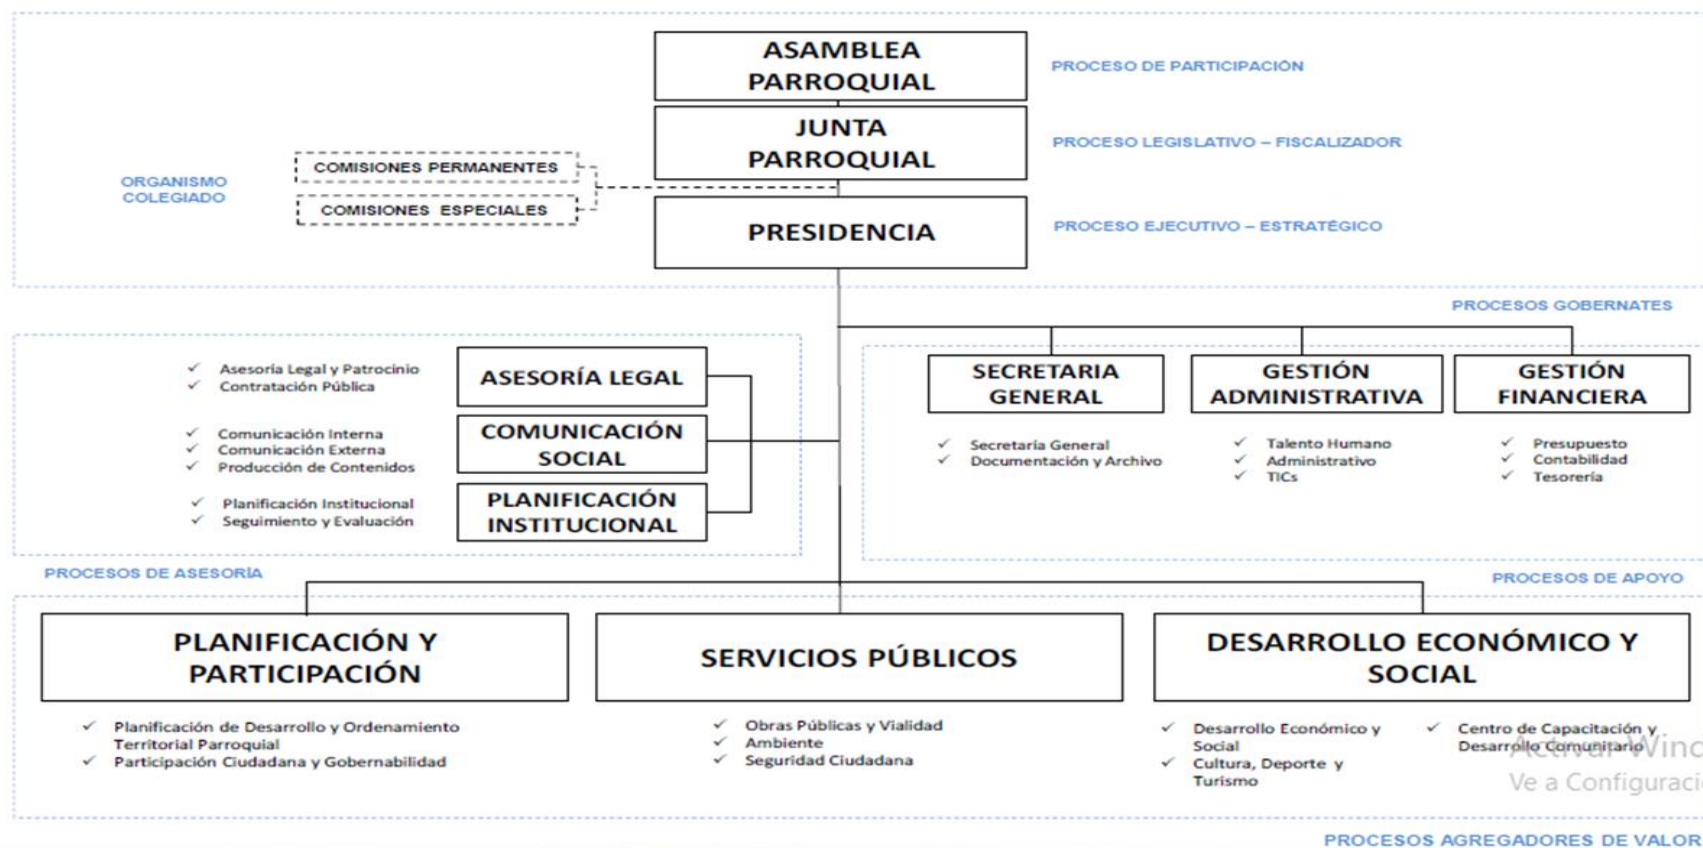 ASAMBLEA
PARROQUIAL
PROCESO DE PARTICIPACIÓN
JUNTA
PARROQUIAL
PROCESO LEGISLATIVO – FISCALIZADOR
COMISIONES PERMANENTES
ORGANISMO
COLEGIADO
COMISIONES ESPECIALES
PRESIDENCIA
PROCESO EJECUTIVO – ESTRATÉGICO
PROCESOS GOBERNATES
✓ Asesoría Legal y Patrocinio
✓ Contratación Pública
ASESORÍA LEGAL
✓ Comunicación Interna
✓ Comunicación Externa
✓ Producción de Contenidos
COMUNICACIÓN
SOCIAL
✓ Planificación Institucional
✓ Seguimiento y Evaluación
PLANIFICACIÓN
INSTITUCIONAL
PROCESOS DE ASESORÍA
SECRETARIA
GENERAL
✓ Secretaría General
✓ Documentación y Archivo
GESTIÓN
ADMINISTRATIVA
✓ Talento Humano
✓ Administrativo
✓ TICs
GESTIÓN
FINANCIERA
✓ Presupuesto
✓ Contabilidad
✓ Tesorería
PROCESOS DE APOYO
PLANIFICACIÓN Y
PARTICIPACIÓN
✓ Planificación de Desarrollo y Ordenamiento
Territorial Parroquial
✓ Participación Ciudadana y Gobernabilidad
SERVICIOS PÚBLICOS
✓ Obras Públicas y Vialidad
✓ Ambiente
✓ Seguridad Ciudadana
DESARROLLO ECONÓMICO Y
SOCIAL
✓ Desarrollo Económico y
Social
✓ Cultura, Deporte y
Turismo
✓ Centro de Capacitación y
Desarrollo Comunitario
Activar Wind
Ve a Configuraci
PROCESOS AGREGADORES DE VALOR